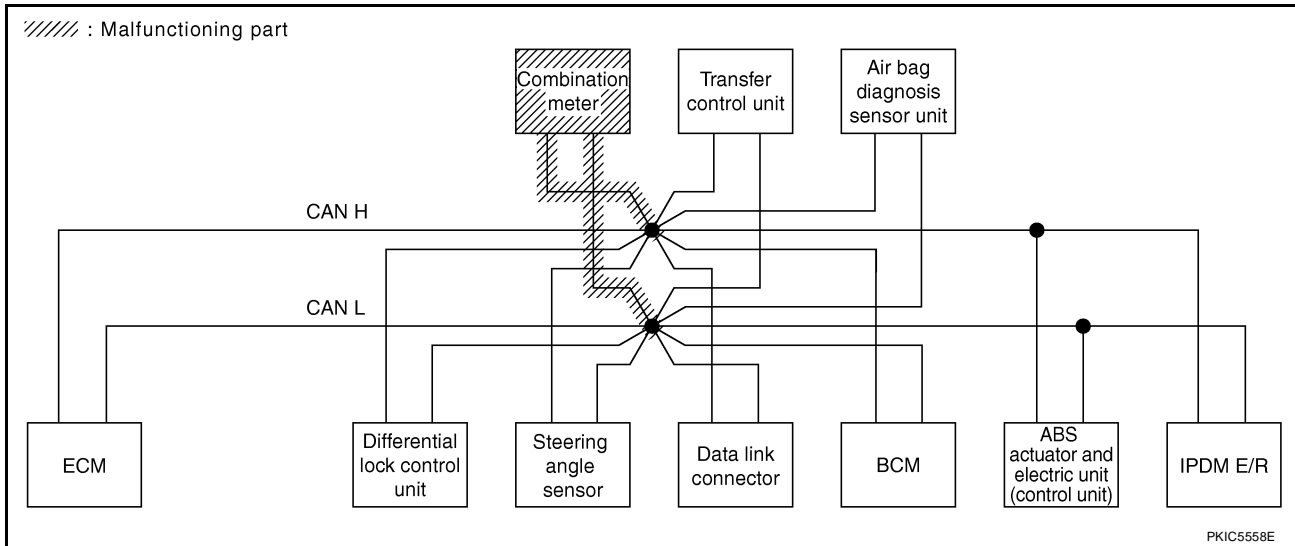 : Malfunctioning part
Combination
meter
Transfer
control unit
Air bag
diagnosis
sensor unit
CAN H
CAN L
ECM
Differential
lock control
unit
Steering
angle
sensor
Data link
connector
BCM
ABS
actuator and
electric unit
(control unit)
IPDM E/R
PKIC5558E